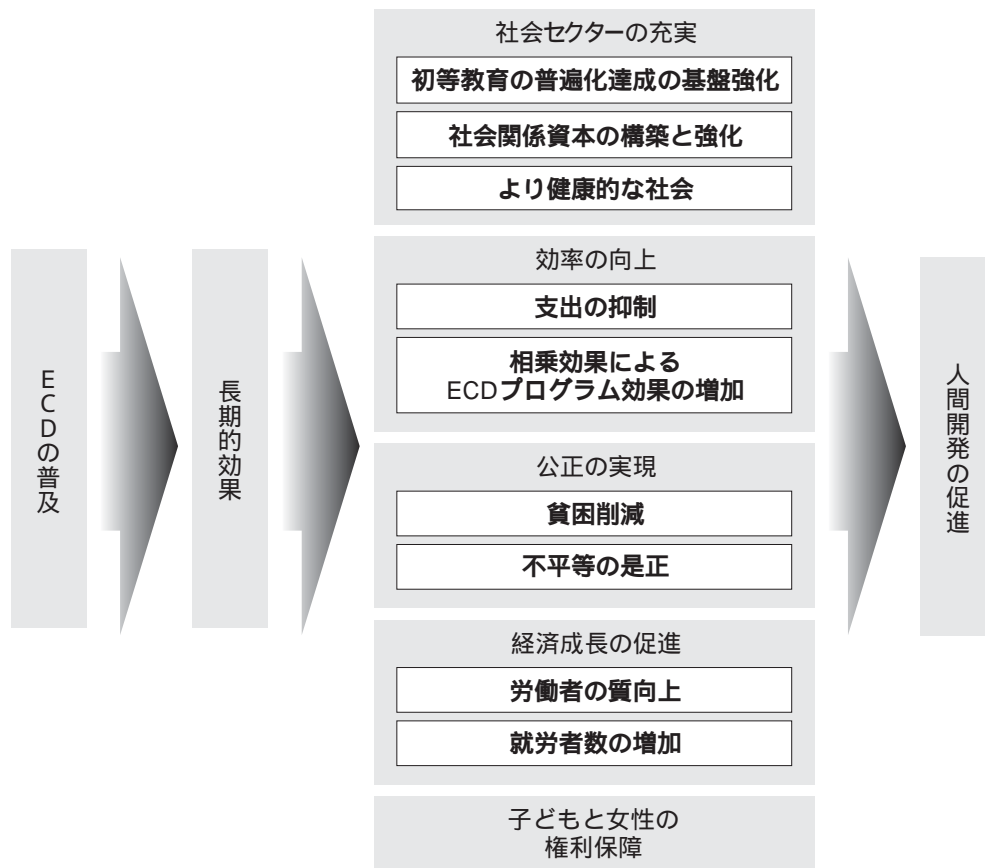 ECDの普及
長期的効果
社会セクターの充実
初等教育の普遍化達成の基盤強化
社会関係資本の構築と強化
より健康的な社会
効率の向上
支出の抑制
相乗効果による
ECDプログラム効果の増加
公正の実現
貧困削減
不平等の是正
経済成長の促進
労働者の質向上
就労者数の増加
子どもと女性の
権利保障
人間開発の促進